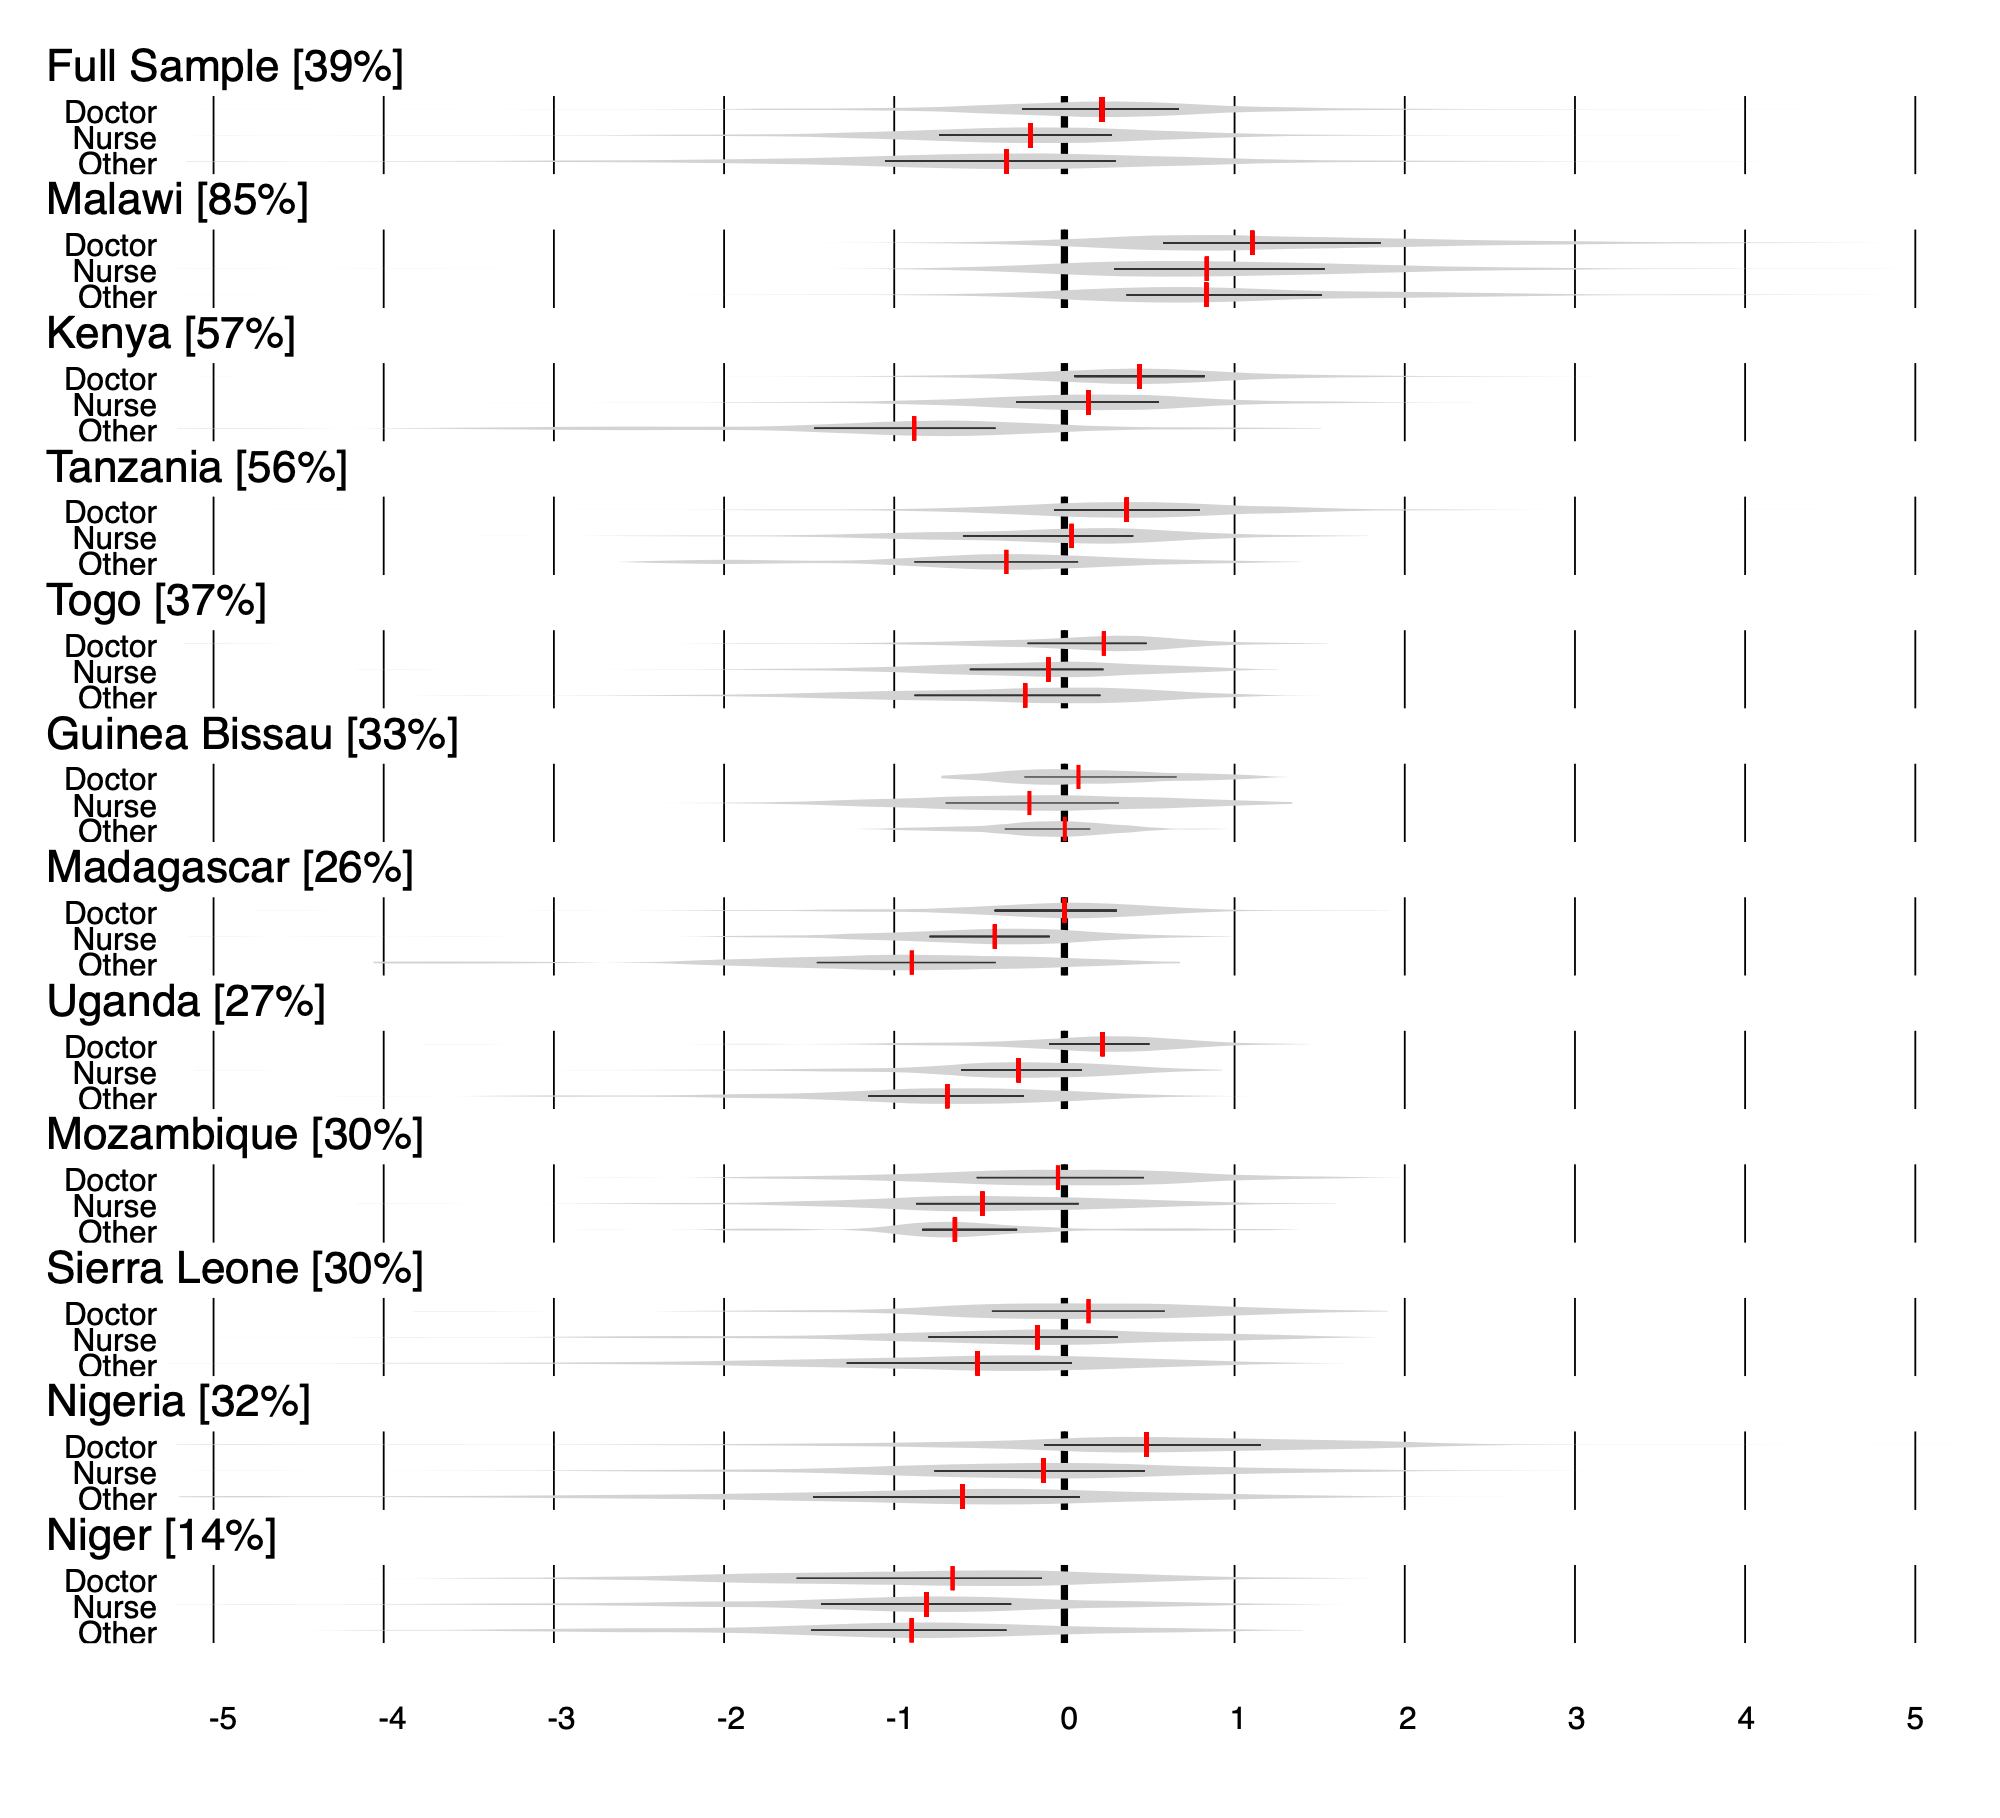 Full Sample [39%]
Doctor
Nurse
Other
Malawi [85%]
Doctor
Nurse
Other
Kenya [57%]
Doctor
Nurse
Other
Tanzania [56%]
Doctor
Nurse
Other
Togo [37%]
Doctor
Nurse
Other
Guinea Bissau [33%]
Doctor
Nurse
Other
Madagascar [26%]
Doctor
Nurse
Other
Uganda [27%]
Doctor
Nurse
Other
Mozambique [30%]
Doctor
Nurse
Other
Sierra Leone [30%]
Doctor
Nurse
Other
Nigeria [32%]
Doctor
Nurse
Other
Niger [14%]
Doctor
Nurse
Other
-5 -4 -3 -2 -1 0 1 2 3 4 5